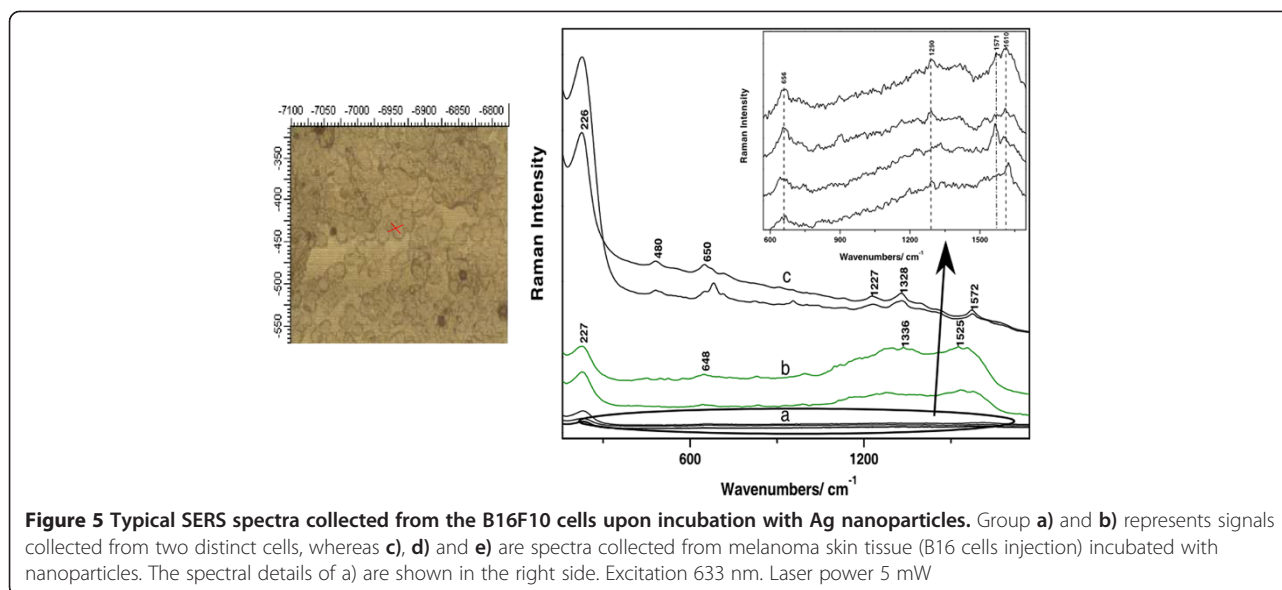 -7100 -7050 -7000 -6950 -6900 -6850 -6800
-350
-400
-450
-500
-550
Raman Intensity
226
480
650
c
1227
1328
1572
227
648
b
1336
1525
a
600
1200
Wavenumbers/ cm-1
Raman Intensity
656
1290
1571
1610
600 900 1200 1500
Wavenumbers/ cm-1
Figure 5 Typical SERS spectra collected from the B16F10 cells upon incubation with Ag nanoparticles. Group a) and b) represents signals
collected from two distinct cells, whereas c), d) and e) are spectra collected from melanoma skin tissue (B16 cells injection) incubated with
nanoparticles. The spectral details of a) are shown in the right side. Excitation 633 nm. Laser power 5 mW